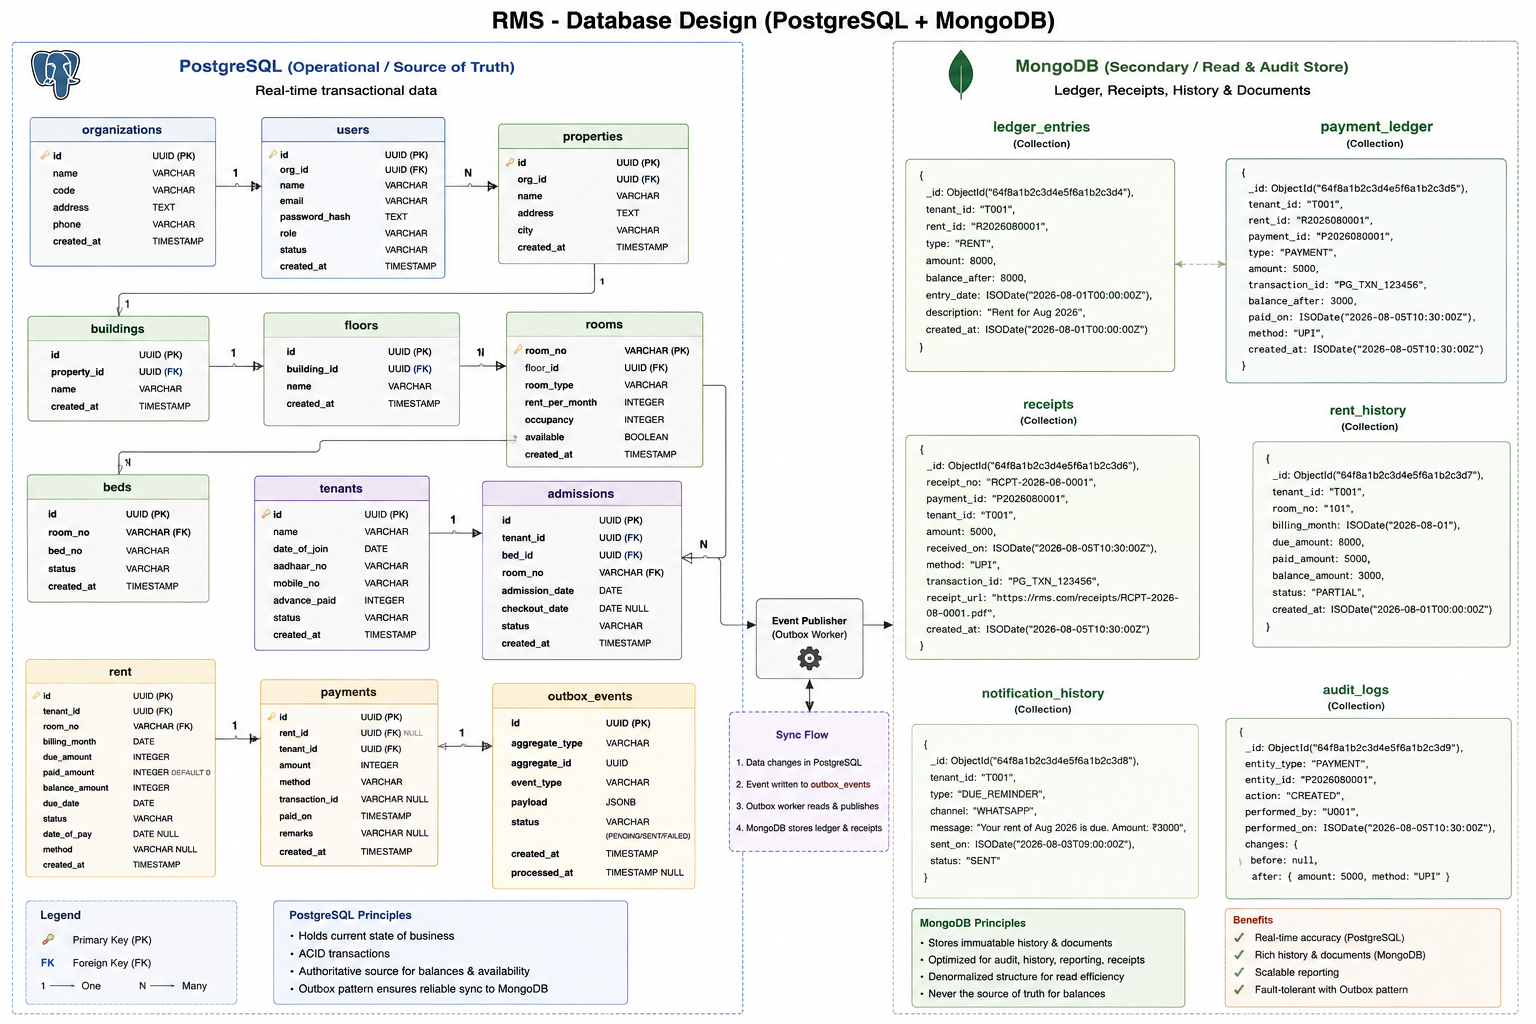 RMS - Database Design (PostgreSQL + MongoDB)
PostgreSQL (Operational / Source of Truth)
Real-time transactional data
organizations
id UUID (PK)
name VARCHAR
code VARCHAR
address TEXT
phone VARCHAR
created_at TIMESTAMP
1
users
id UUID (PK)
org_id UUID (FK)
name VARCHAR
email VARCHAR
password_hash TEXT
role VARCHAR
status VARCHAR
created_at TIMESTAMP
N
properties
id UUID (PK)
org_id UUID (FK)
name VARCHAR
address TEXT
city VARCHAR
created_at TIMESTAMP
1
1
buildings
id UUID (PK)
property_id UUID (FK)
name VARCHAR
created_at TIMESTAMP
1
floors
id UUID (PK)
building_id UUID (FK)
name VARCHAR
created_at TIMESTAMP
rooms
room_no VARCHAR (PK)
floor_id UUID (FK)
room_type VARCHAR
rent_per_month INTEGER
occupancy INTEGER
available BOOLEAN
created_at TIMESTAMP
beds
id UUID (PK)
room_no VARCHAR (FK)
bed_no VARCHAR
status VARCHAR
created_at TIMESTAMP
tenants
id UUID (PK)
name VARCHAR
date_of_join DATE
aadhaar_no VARCHAR
mobile_no VARCHAR
advance_paid INTEGER
status VARCHAR
created_at TIMESTAMP
1
admissions
id UUID (PK)
tenant_id UUID (FK)
bed_id UUID (FK)
room_no VARCHAR (FK)
admission_date DATE
checkout_date DATE NULL
status VARCHAR
created_at TIMESTAMP
N
rent
id UUID (PK)
tenant_id UUID (FK)
room_no VARCHAR (FK)
billing_month DATE
due_amount INTEGER
paid_amount INTEGER DEFAULT 0
balance_amount INTEGER
due_date DATE
status VARCHAR
date_of_pay DATE NULL
method VARCHAR NULL
created_at TIMESTAMP
1
payments
id UUID (PK)
rent_id UUID (FK) NULL
tenant_id UUID (FK)
amount INTEGER
method VARCHAR
transaction_id VARCHAR NULL
paid_on TIMESTAMP
remarks VARCHAR NULL
created_at TIMESTAMP
1
outbox_events
id UUID (PK)
aggregate_type VARCHAR
aggregate_id UUID
event_type VARCHAR
payload JSONB
status VARCHAR
(PENDING/SENT/FAILED)
created_at TIMESTAMP
processed_at TIMESTAMP NULL
Legend
Primary Key (PK)
FK Foreign Key (FK)
1 One N Many
PostgreSQL Principles
• Holds current state of business
• ACID transactions
• Authoritative source for balances & availability
• Outbox pattern ensures reliable sync to MongoDB
Event Publisher
(Outbox Worker)
Sync Flow
1. Data changes in PostgreSQL
2. Event written to outbox_events
3. Outbox worker reads & publishes
4. MongoDB stores ledger & receipts
MongoDB (Secondary / Read & Audit Store)
Ledger, Receipts, History & Documents
ledger_entries
(Collection)
{
_id: ObjectId("64f8a1b2c3d4e5f6a1b2c3d4"),
tenant_id: "T001",
rent_id: "R2026080001",
type: "RENT",
amount: 8000,
balance_after: 8000,
entry_date: ISODate("2026-08-01T00:00:00Z"),
description: "Rent for Aug 2026",
created_at: ISODate("2026-08-01T00:00:00Z")
}
payment_ledger
(Collection)
{
_id: ObjectId("64f8a1b2c3d4e5f6a1b2c3d5"),
tenant_id: "T001",
rent_id: "R2026080001",
payment_id: "P2026080001",
type: "PAYMENT",
amount: 5000,
transaction_id: "PG_TXN_123456",
balance_after: 3000,
paid_on: ISODate("2026-08-05T10:30:00Z"),
method: "UPI",
created_at: ISODate("2026-08-05T10:30:00Z")
}
receipts
(Collection)
{
_id: ObjectId("64f8a1b2c3d4e5f6a1b2c3d6"),
receipt_no: "RCPT-2026-08-0001",
payment_id: "P2026080001",
tenant_id: "T001",
amount: 5000,
received_on: ISODate("2026-08-05T10:30:00Z"),
method: "UPI",
transaction_id: "PG_TXN_123456",
receipt_url: "https://rms.com/receipts/RCPT-2026-
08-0001.pdf",
created_at: ISODate("2026-08-05T10:30:00Z")
}
rent_history
(Collection)
{
_id: ObjectId("64f8a1b2c3d4e5f6a1b2c3d7"),
tenant_id: "T001",
room_no: "101",
billing_month: ISODate("2026-08-01"),
due_amount: 8000,
paid_amount: 5000,
balance_amount: 3000,
status: "PARTIAL",
created_at: ISODate("2026-08-01T00:00:00Z")
}
notification_history
(Collection)
{
_id: ObjectId("64f8a1b2c3d4e5f6a1b2c3d8"),
tenant_id: "T001",
type: "DUE_REMINDER",
channel: "WHATSAPP",
message: "Your rent of Aug 2026 is due. Amount: ₹3000",
sent_on: ISODate("2026-08-03T09:00:00Z"),
status: "SENT"
}
audit_logs
(Collection)
{
_id: ObjectId("64f8a1b2c3d4e5f6a1b2c3d9"),
entity_type: "PAYMENT",
entity_id: "P2026080001",
action: "CREATED",
performed_by: "U001",
performed_on: ISODate("2026-08-05T10:30:00Z"),
changes: {
before: null,
after: { amount: 5000, method: "UPI" }
MongoDB Principles
• Stores immuatable history & documents
• Optimized for audit, history, reporting, receipts
• Denormalized structure for read efficiency
• Never the source of truth for balances
Benefits
✓ Real-time accuracy (PostgreSQL)
✓ Rich history & documents (MongoDB)
✓ Scalable reporting
✓ Fault-tolerant with Outbox pattern